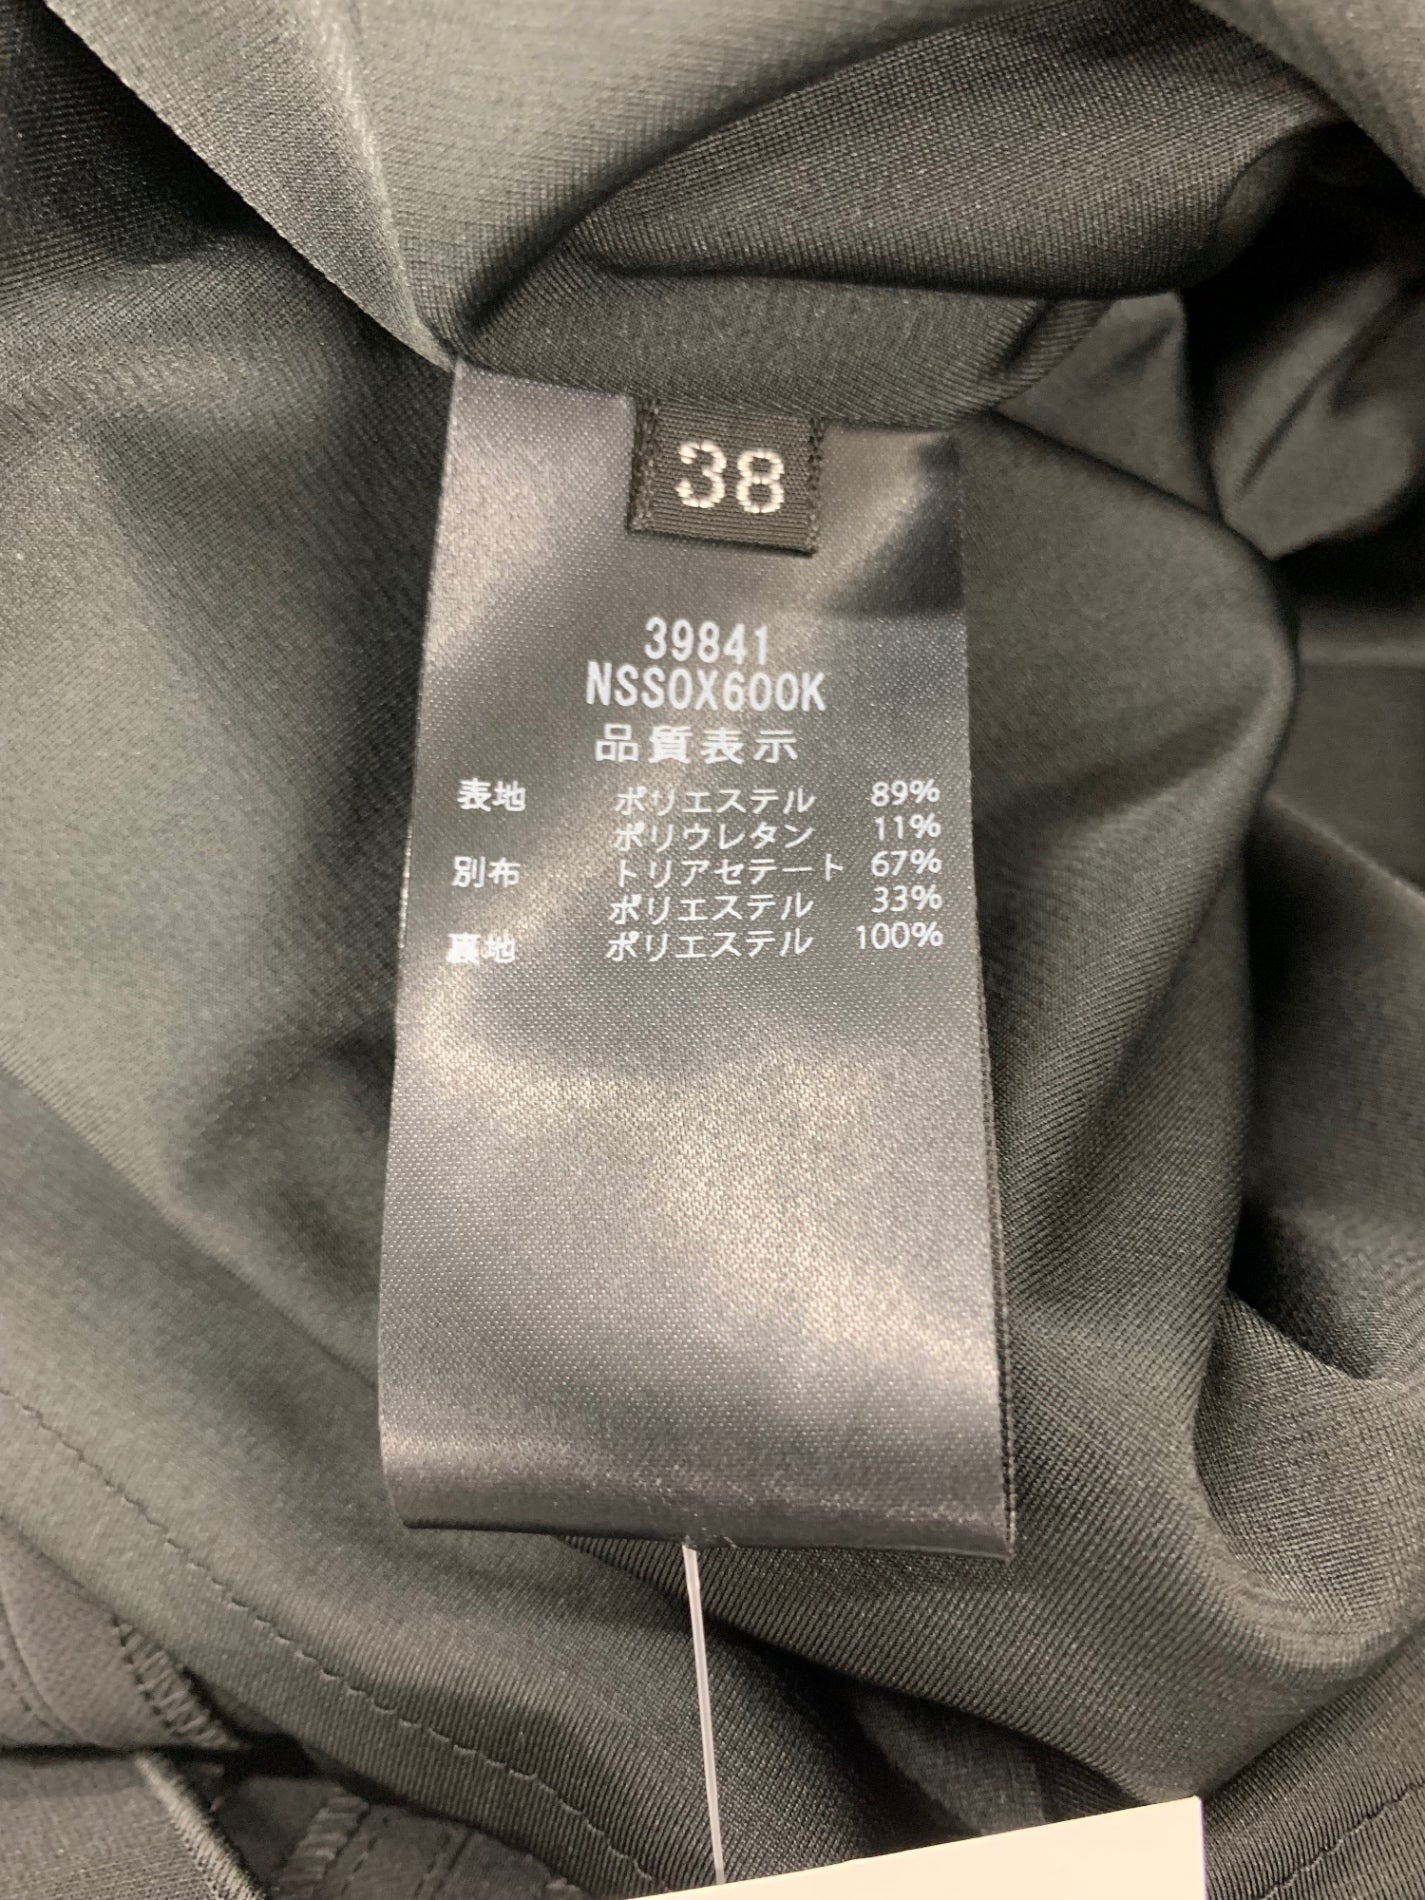 38
39841
NSSOX600K
品質表示
表地 ポリエステル 89%
ポリウレタン 11%
別布 トリアセテート 67%
ポリエステル 33%
裏地 ポリエステル 100%